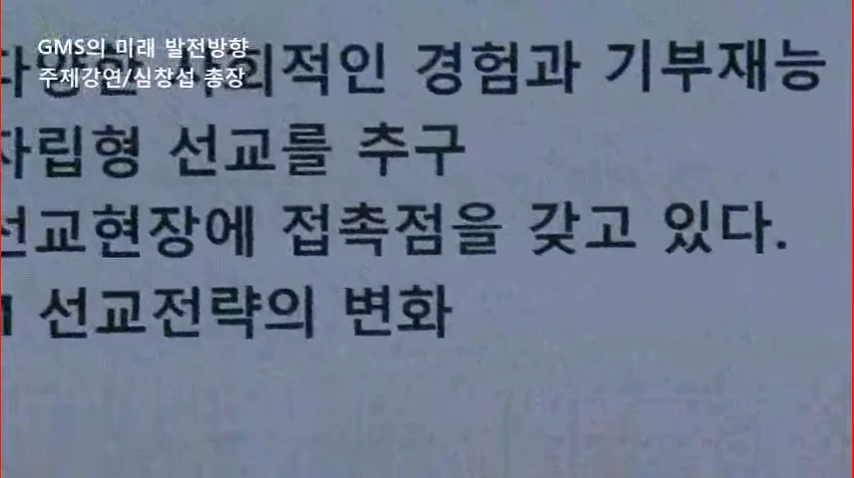 GMS의 미래 발전방향
주제강연/심창섭 총장
경험과 기부재능
자립형 선교를 추구
선교현장에 접촉점을 갖고 있다.
선교전략의 변화